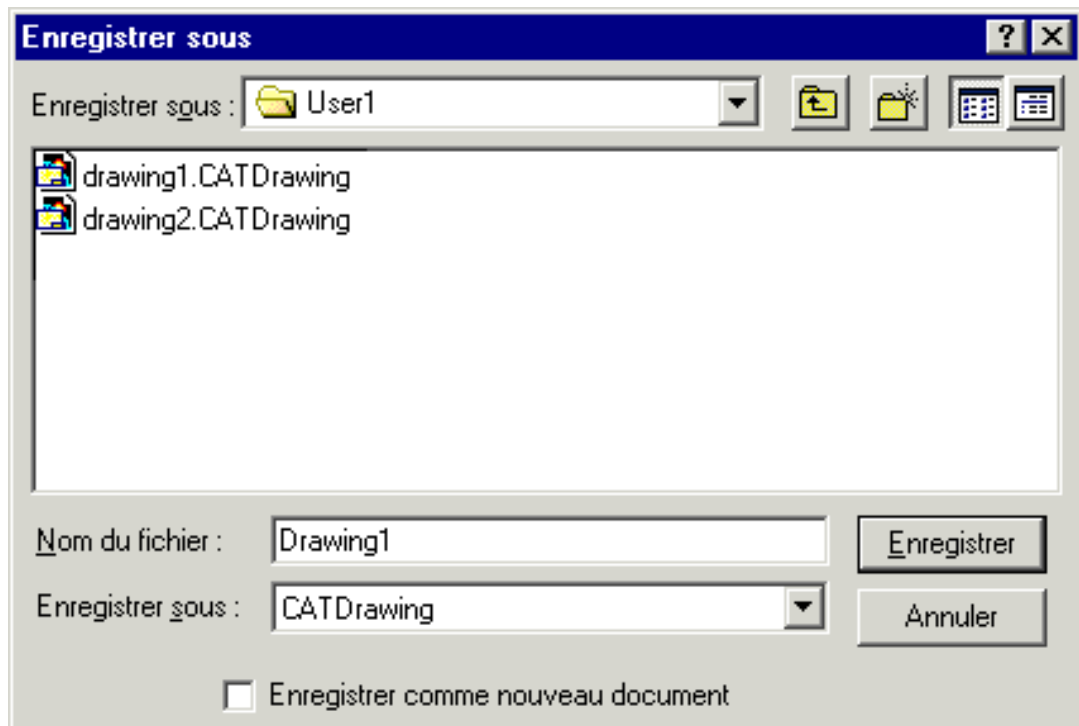 Enregistrer sous
Enregistrer sous : User1
drawing1.CATDrawing
drawing2.CATDrawing
Nom du fichier : Drawing1 Enregistrer
Enregistrer sous : CATDrawing Annuler
Enregistrer comme nouveau document